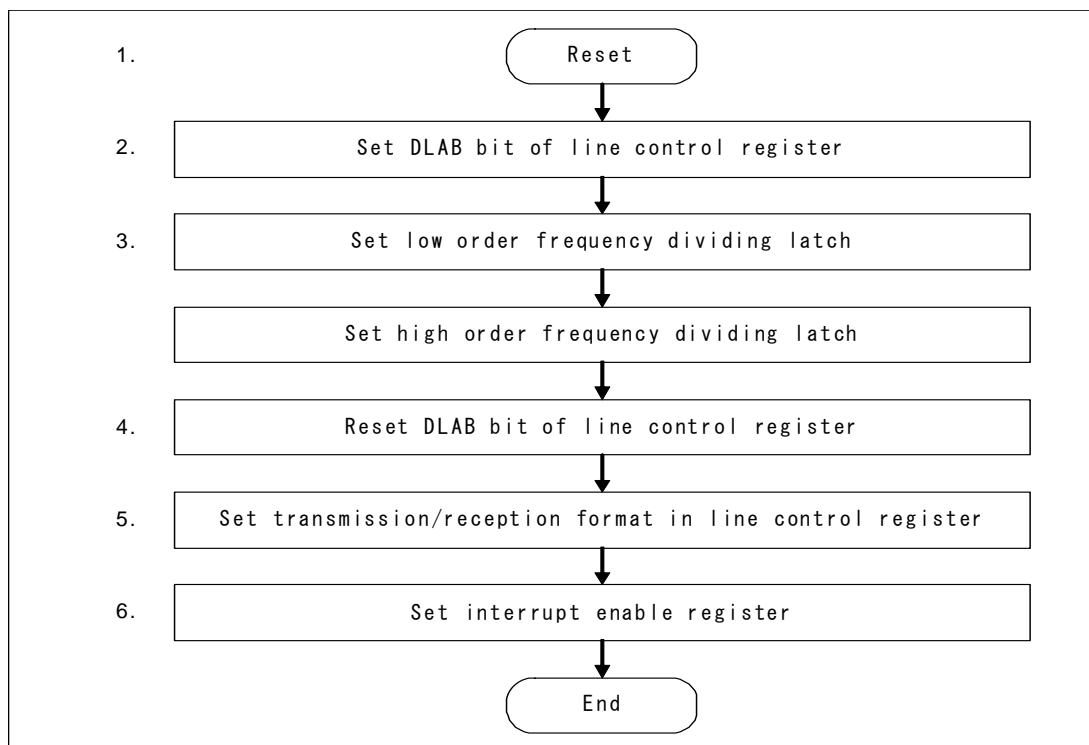 1. Reset
2. Set DLAB bit of line control register
3. Set low order frequency dividing latch
Set high order frequency dividing latch
4. Reset DLAB bit of line control register
5. Set transmission/reception format in line control register
6. Set interrupt enable register
End